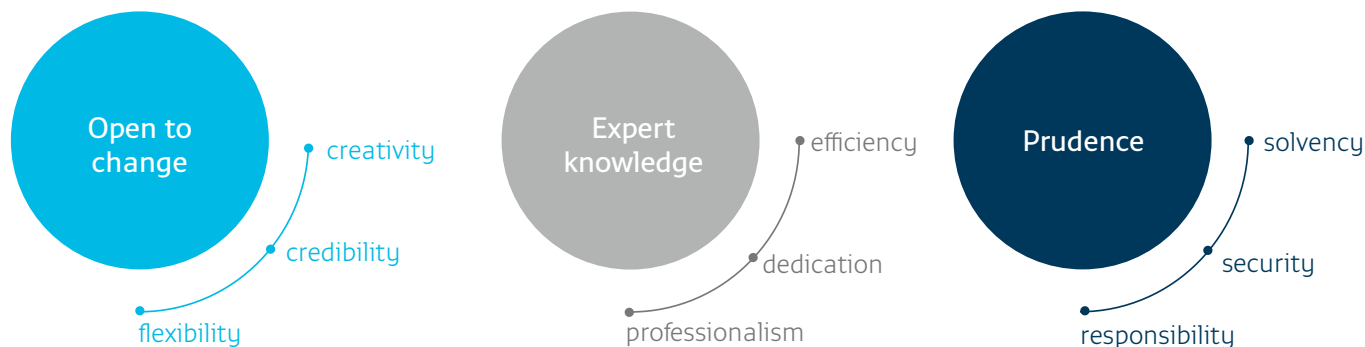 Open to
change
creativity
credibility
flexibility
Expert
knowledge
efficiency
dedication
professionalism
Prudence
solvency
security
responsibility